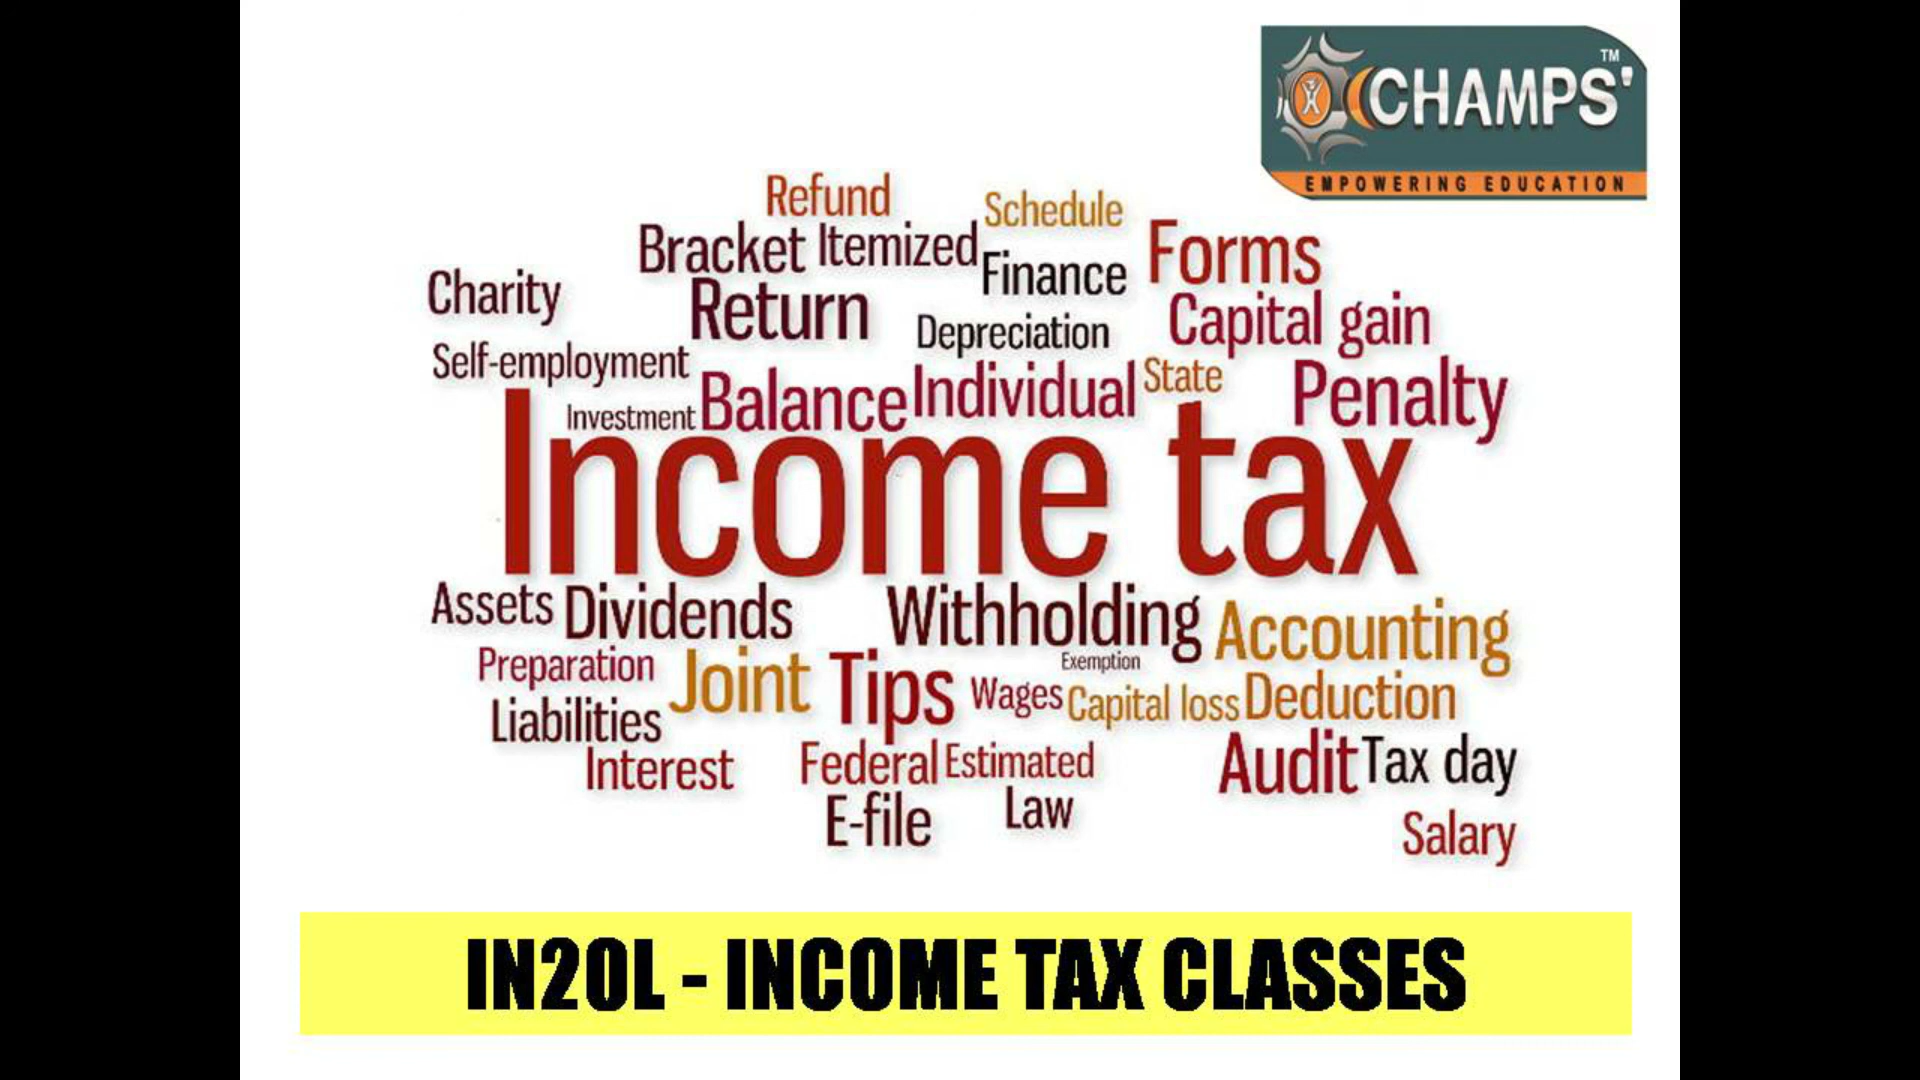 TM
CHAMPS'
EMPOWERING EDUCATION
Refund
Schedule
Bracket Itemized
Finance
Forms
Charity
Return
Depreciation
Capital gain
Self-employment
Investment
Balance
Individual
State
Penalty
Income tax
Assets
Dividends
Withholding
Accounting
Preparation
Joint
Tips
Exemption
Wages
Capital loss
Deduction
Liabilities
Interest
Federal
Estimated
Audit
Tax day
E-file
Law
Salary
IN20L - INCOME TAX CLASSES